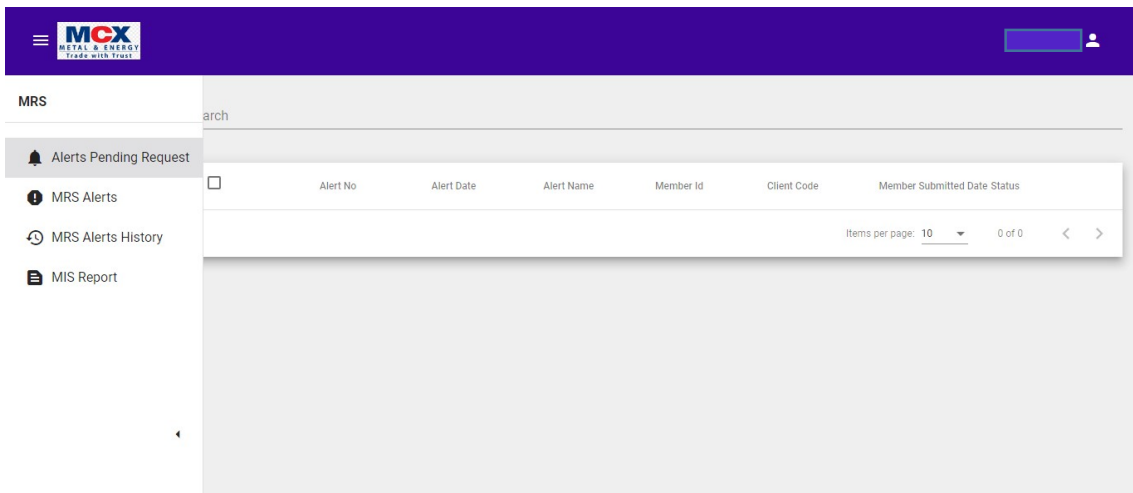 MCX
METAL & ENERGY
Trade with Trust
MRS
arch
Alerts Pending Request
MRS Alerts
MRS Alerts History
MIS Report
Alert No Alert Date Alert Name Member Id Client Code Member Submitted Date Status
Items per page: 10 0 of 0